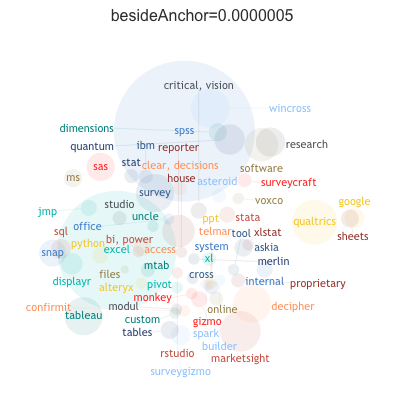 besideAnchor=0.0000005
critical, vision
wincross
dimensions
spss
quantum
ibm
reporter
research
stat
clear, decisions
software
sas
house
ms
asteroid
surveycraft
survey
voxco
google
jmp
studio
uncle
ppt
stata
qualtrics
sql
office
telmar
tool
xlstat
sheets
python
bi, power
snap
excel
access
system
askia
xl
merlin
mtab
files
cross
displayr
alteryx
pivot
internal
proprietary
monkey
confirmit
modul
online
decipher
tableau
custom
gizmo
tables
spark
builder
rstudio
marketsight
surveygizmo